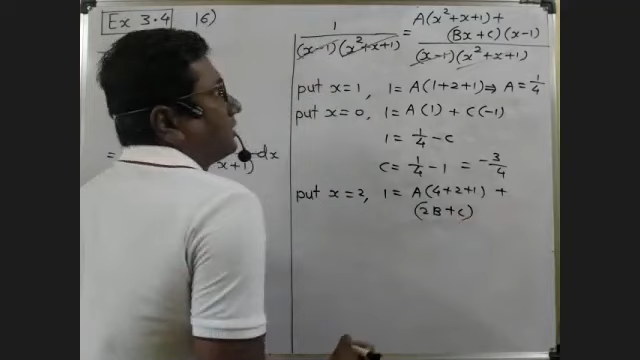 Ex 3.4 16)
= x+1) dx
1/((x-1)(x²+x+1)) = (A(x²+x+1) + (Bx+c)(x-1))/((x-1)(x²+x+1))
put x=1, 1=A(1+2+1) ⇒ A=1/4
put x=0, 1=A(1)+c(-1)
1=1/4-c
c=1/4-1=-3/4
put x=2, 1=A(4+2+1)+
(2B+c)